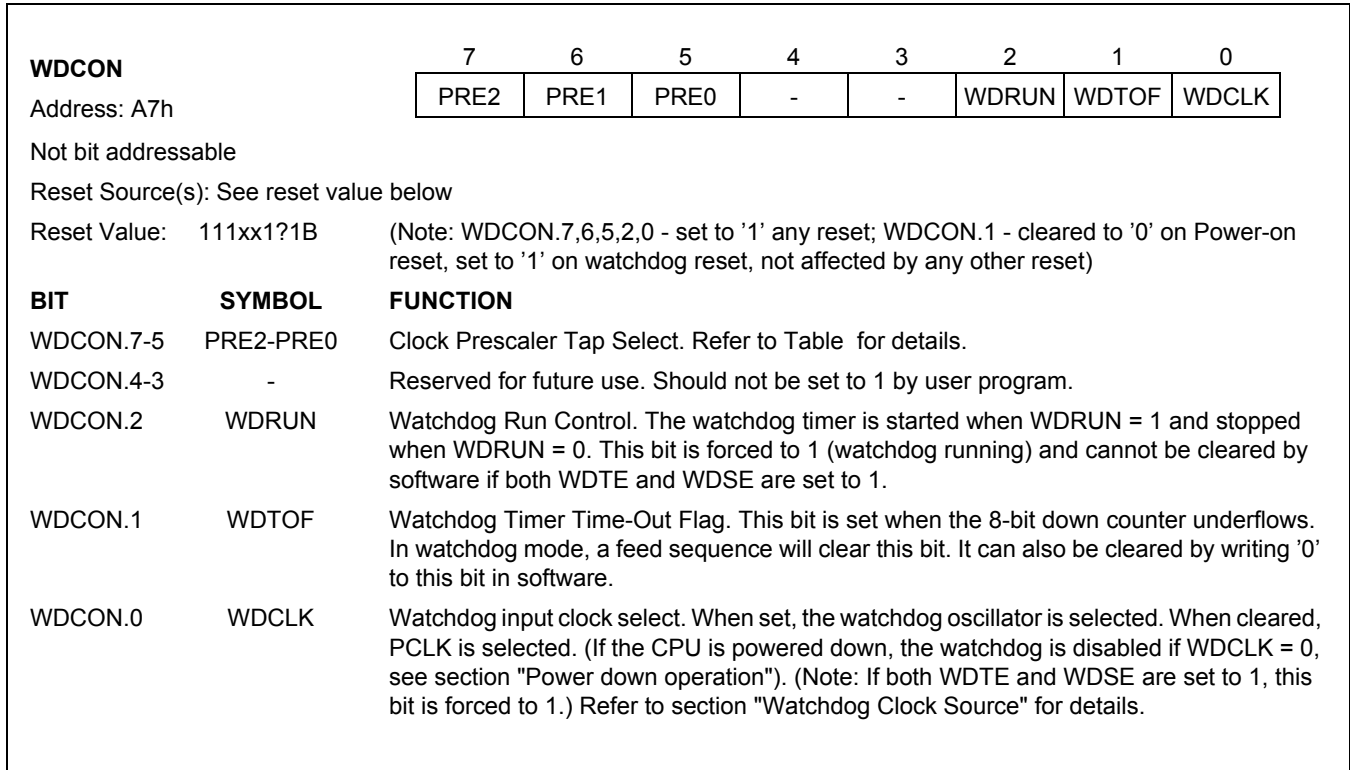 WDCON 7 6 5 4 3 2 1 0
Address: A7h PRE2 PRE1 PRE0 - - WDRUN WDTOF WDCLK
Not bit addressable
Reset Source(s): See reset value below
Reset Value: 111xx1?1B (Note: WDCON.7,6,5,2,0 - set to ’1’ any reset; WDCON.1 - cleared to ’0’ on Power-on
reset, set to ’1’ on watchdog reset, not affected by any other reset)
BIT SYMBOL FUNCTION
WDCON.7-5 PRE2-PRE0 Clock Prescaler Tap Select. Refer to Table for details.
WDCON.4-3 - Reserved for future use. Should not be set to 1 by user program.
WDCON.2 WDRUN Watchdog Run Control. The watchdog timer is started when WDRUN = 1 and stopped
when WDRUN = 0. This bit is forced to 1 (watchdog running) and cannot be cleared by
software if both WDTE and WDSE are set to 1.
WDCON.1 WDTOF Watchdog Timer Time-Out Flag. This bit is set when the 8-bit down counter underflows.
In watchdog mode, a feed sequence will clear this bit. It can also be cleared by writing ’0’
to this bit in software.
WDCON.0 WDCLK Watchdog input clock select. When set, the watchdog oscillator is selected. When cleared,
PCLK is selected. (If the CPU is powered down, the watchdog is disabled if WDCLK = 0,
see section "Power down operation"). (Note: If both WDTE and WDSE are set to 1, this
bit is forced to 1.) Refer to section "Watchdog Clock Source" for details.